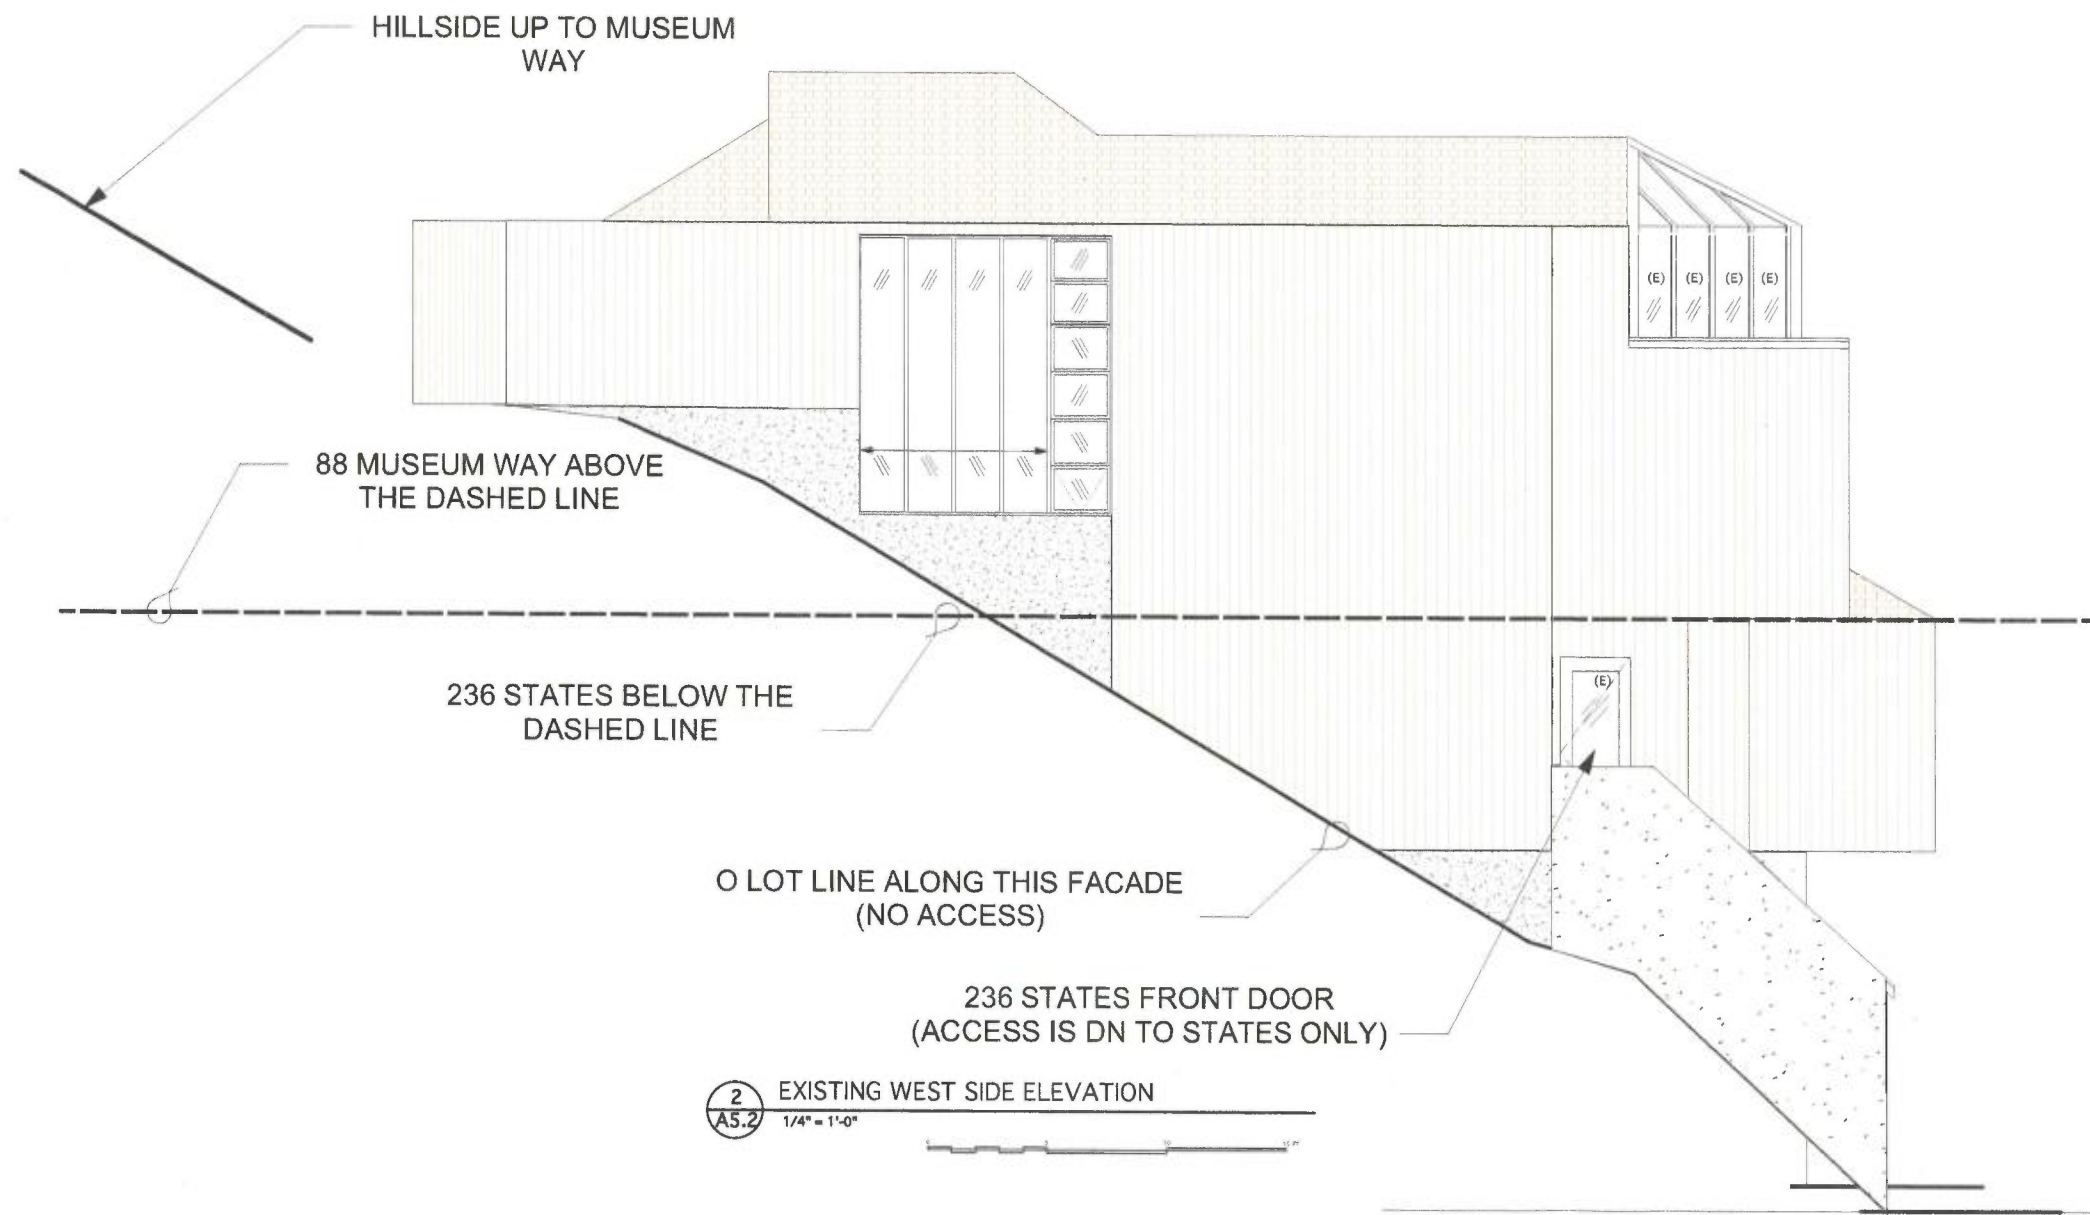 HILLSIDE UP TO MUSEUM
WAY
(E) (E) (E) (E)
88 MUSEUM WAY ABOVE
THE DASHED LINE
236 STATES BELOW THE
DASHED LINE
(E)
O LOT LINE ALONG THIS FACADE
(NO ACCESS)
236 STATES FRONT DOOR
(ACCESS IS DN TO STATES ONLY)
2
A5.2
EXISTING WEST SIDE ELEVATION
1/4" = 1'-0"